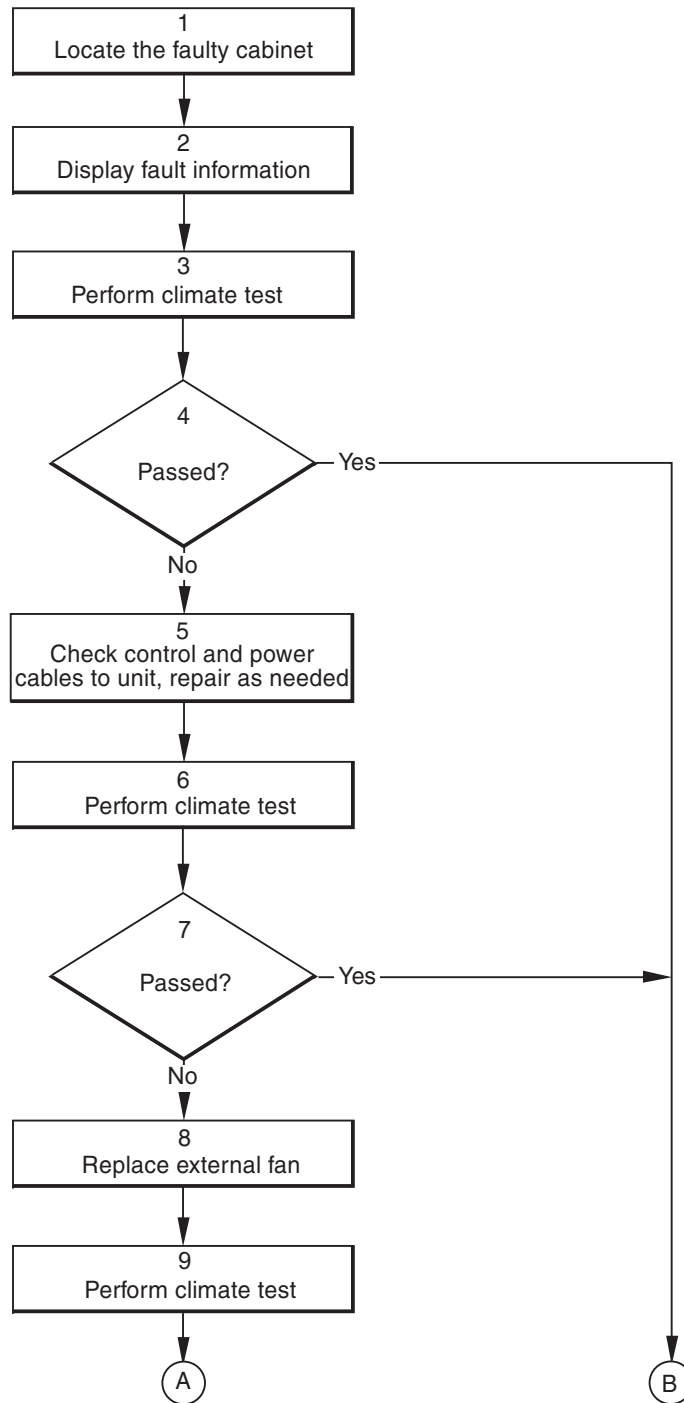 1
Locate the faulty cabinet
2
Display fault information
3
Perform climate test
4
Passed?
Yes
No
5
Check control and power
cables to unit, repair as needed
6
Perform climate test
7
Passed?
Yes
No
8
Replace external fan
9
Perform climate test
A
B